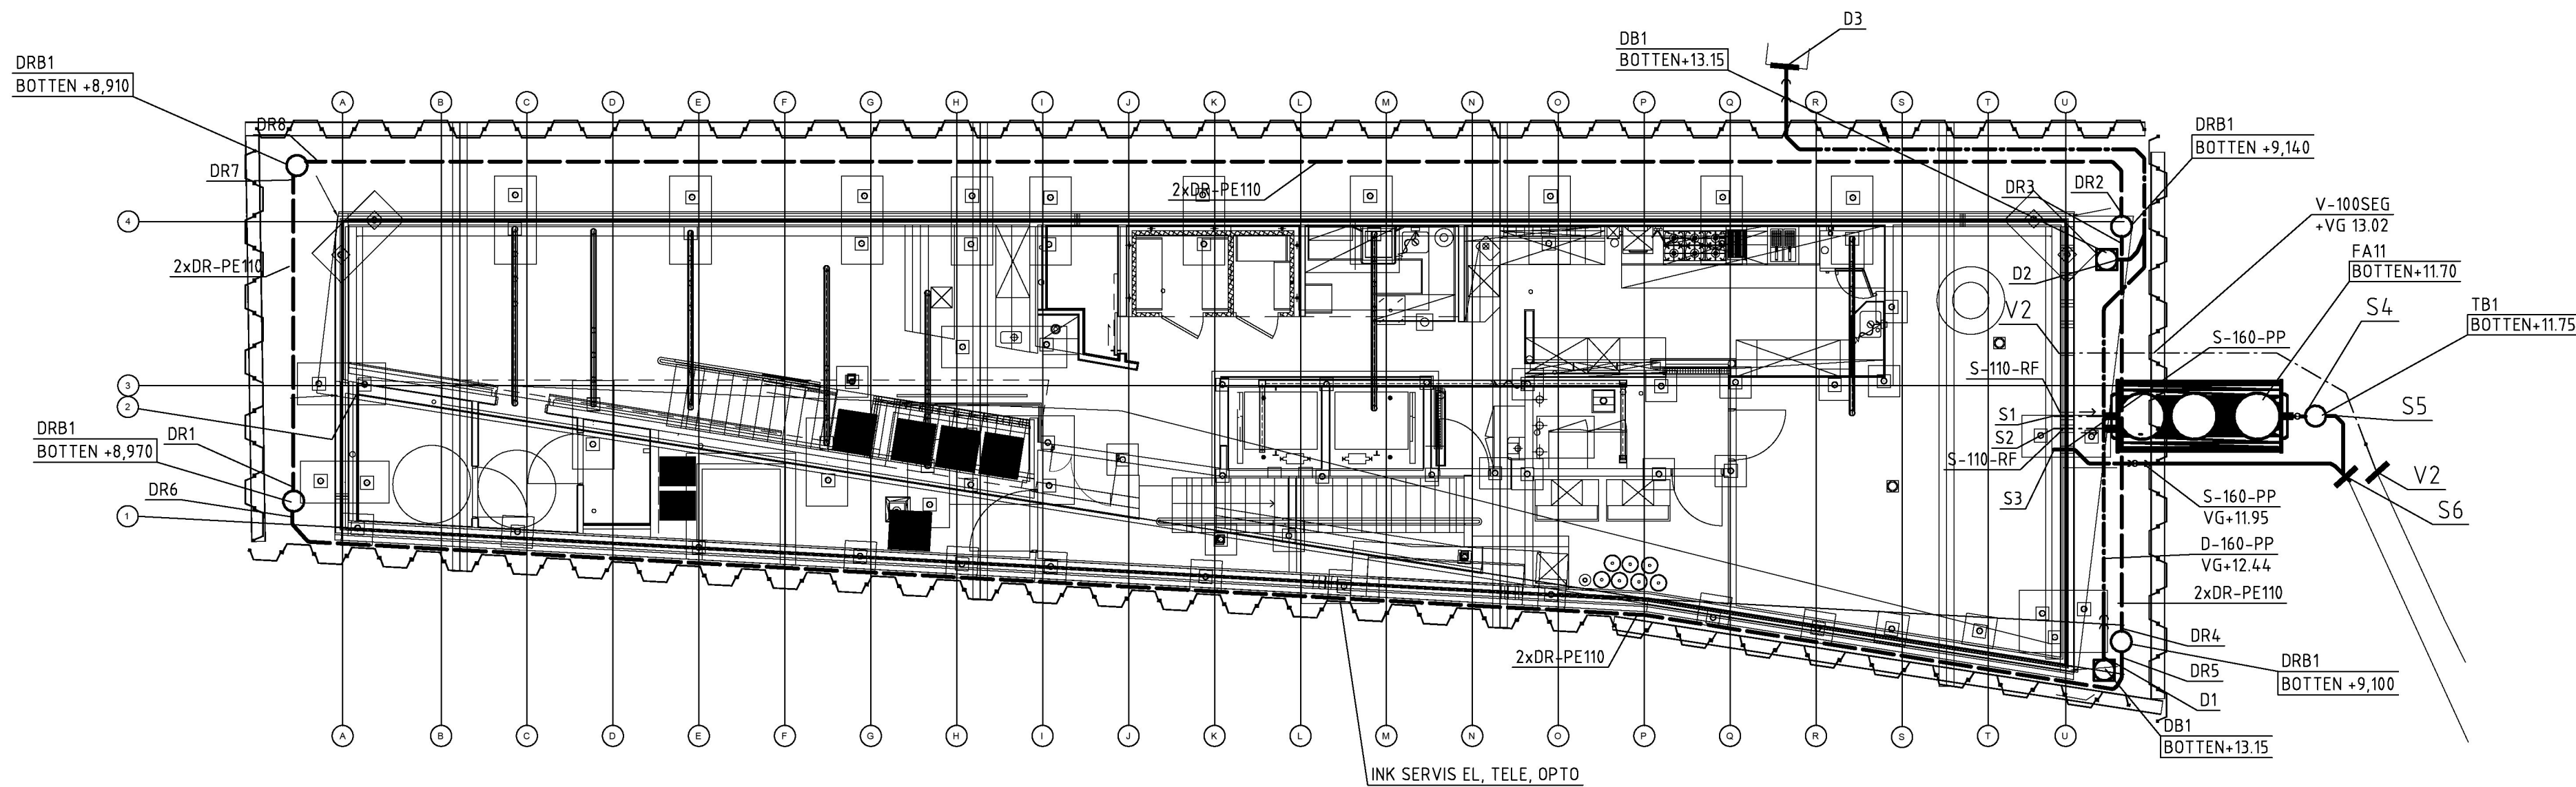 D3
DB1
BOTTEN+13.15
DRB1
BOTTEN +8,910
A
B
C
D
E
F
G
H
I
J
K
L
M
N
O
P
Q
R
S
T
U
DR8
DRB1
BOTTEN +9,140
DR7
2xDR-PE110
DR3
DR2
4
V-100SEG
+VG 13.02
2xDR-PE110
FA11
BOTTEN+11.70
D2
V2
S4
TB1
BOTTEN+11.75
S-160-PP
S-110-RF
3
2
S1
S5
DRB1
BOTTEN +8,970
DR1
S2
S-110-RF
V2
DR6
S3
S-160-PP
VG+11.95
S6
1
D-160-PP
VG+12.44
2xDR-PE110
DR4
2xDR-PE110
DRB1
BOTTEN +9,100
DR5
D1
DB1
BOTTEN+13.15
A
B
C
D
E
F
G
H
I
J
K
L
M
N
O
P
Q
R
S
T
U
INK SERVIS EL, TELE, OPTO